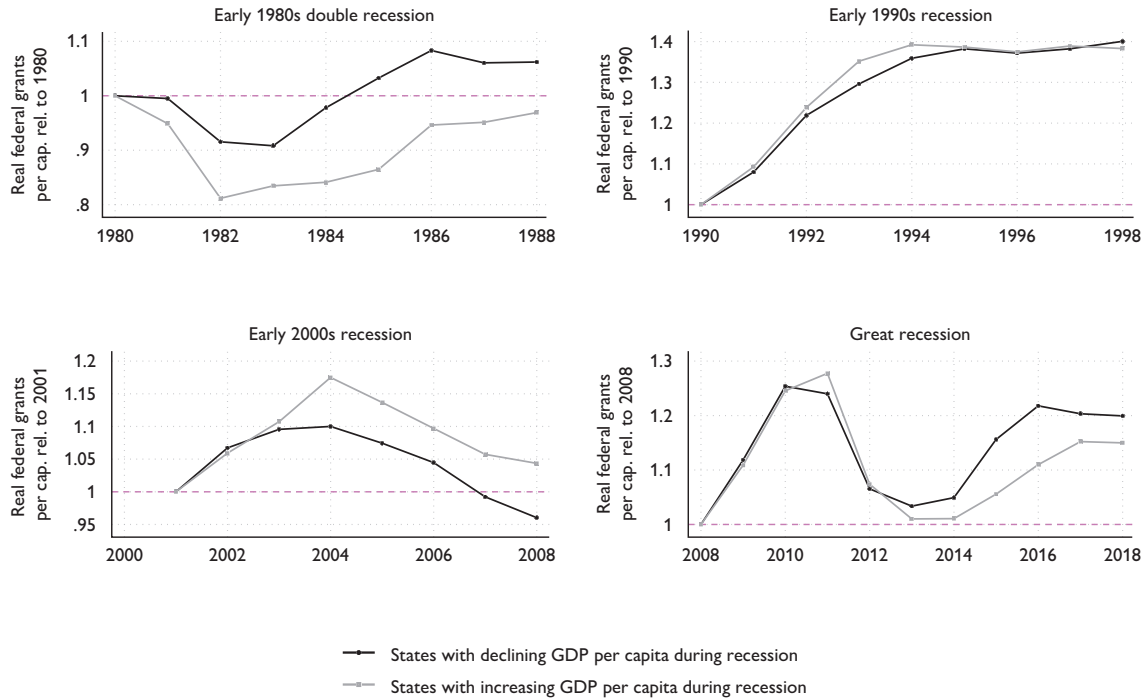 Early 1980s double recession
Real federal grants
per cap. rel. to 1980
1.1
1
.9
.8
1980 1982 1984 1986 1988
Early 1990s recession
Real federal grants
per cap. rel. to 1990
1.4
1.3
1.2
1.1
1
1990 1992 1994 1996 1998
Early 2000s recession
Real federal grants
per cap. rel. to 2001
1.2
1.15
1.1
1.05
1
.95
2000 2002 2004 2006 2008
Great recession
Real federal grants
per cap. rel. to 2008
1.3
1.2
1.1
1
2008 2010 2012 2014 2016 2018
States with declining GDP per capita during recession
States with increasing GDP per capita during recession